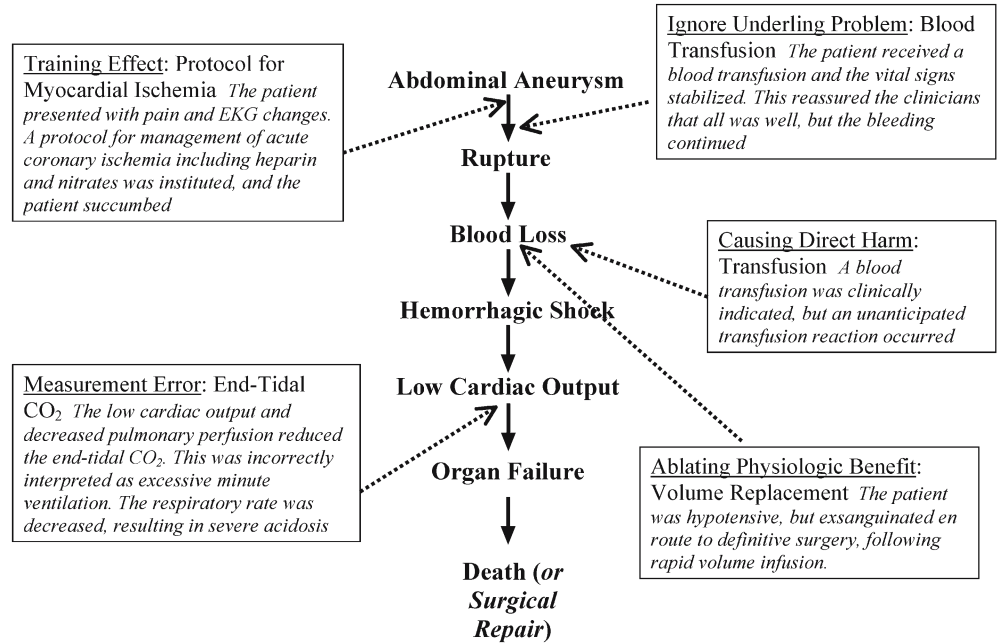 Training Effect: Protocol for
Myocardial Ischemia The patient
presented with pain and EKG changes.
A protocol for management of acute
coronary ischemia including heparin
and nitrates was instituted, and the
patient succumbed
Abdominal Aneurysm
Rupture
Blood Loss
Hemorrhagic Shock
Low Cardiac Output
Organ Failure
Death (or
Surgical
Repair)
Ignore Underling Problem: Blood
Transfusion The patient received a
blood transfusion and the vital signs
stabilized. This reassured the clinicians
that all was well, but the bleeding
continued
Causing Direct Harm:
Transfusion A blood
transfusion was clinically
indicated, but an unanticipated
transfusion reaction occurred
Measurement Error: End-Tidal
CO₂ The low cardiac output and
decreased pulmonary perfusion reduced
the end-tidal CO₂. This was incorrectly
interpreted as excessive minute
ventilation. The respiratory rate was
decreased, resulting in severe acidosis
Ablating Physiologic Benefit:
Volume Replacement The patient
was hypotensive, but exsanguinated en
route to definitive surgery, following
rapid volume infusion.